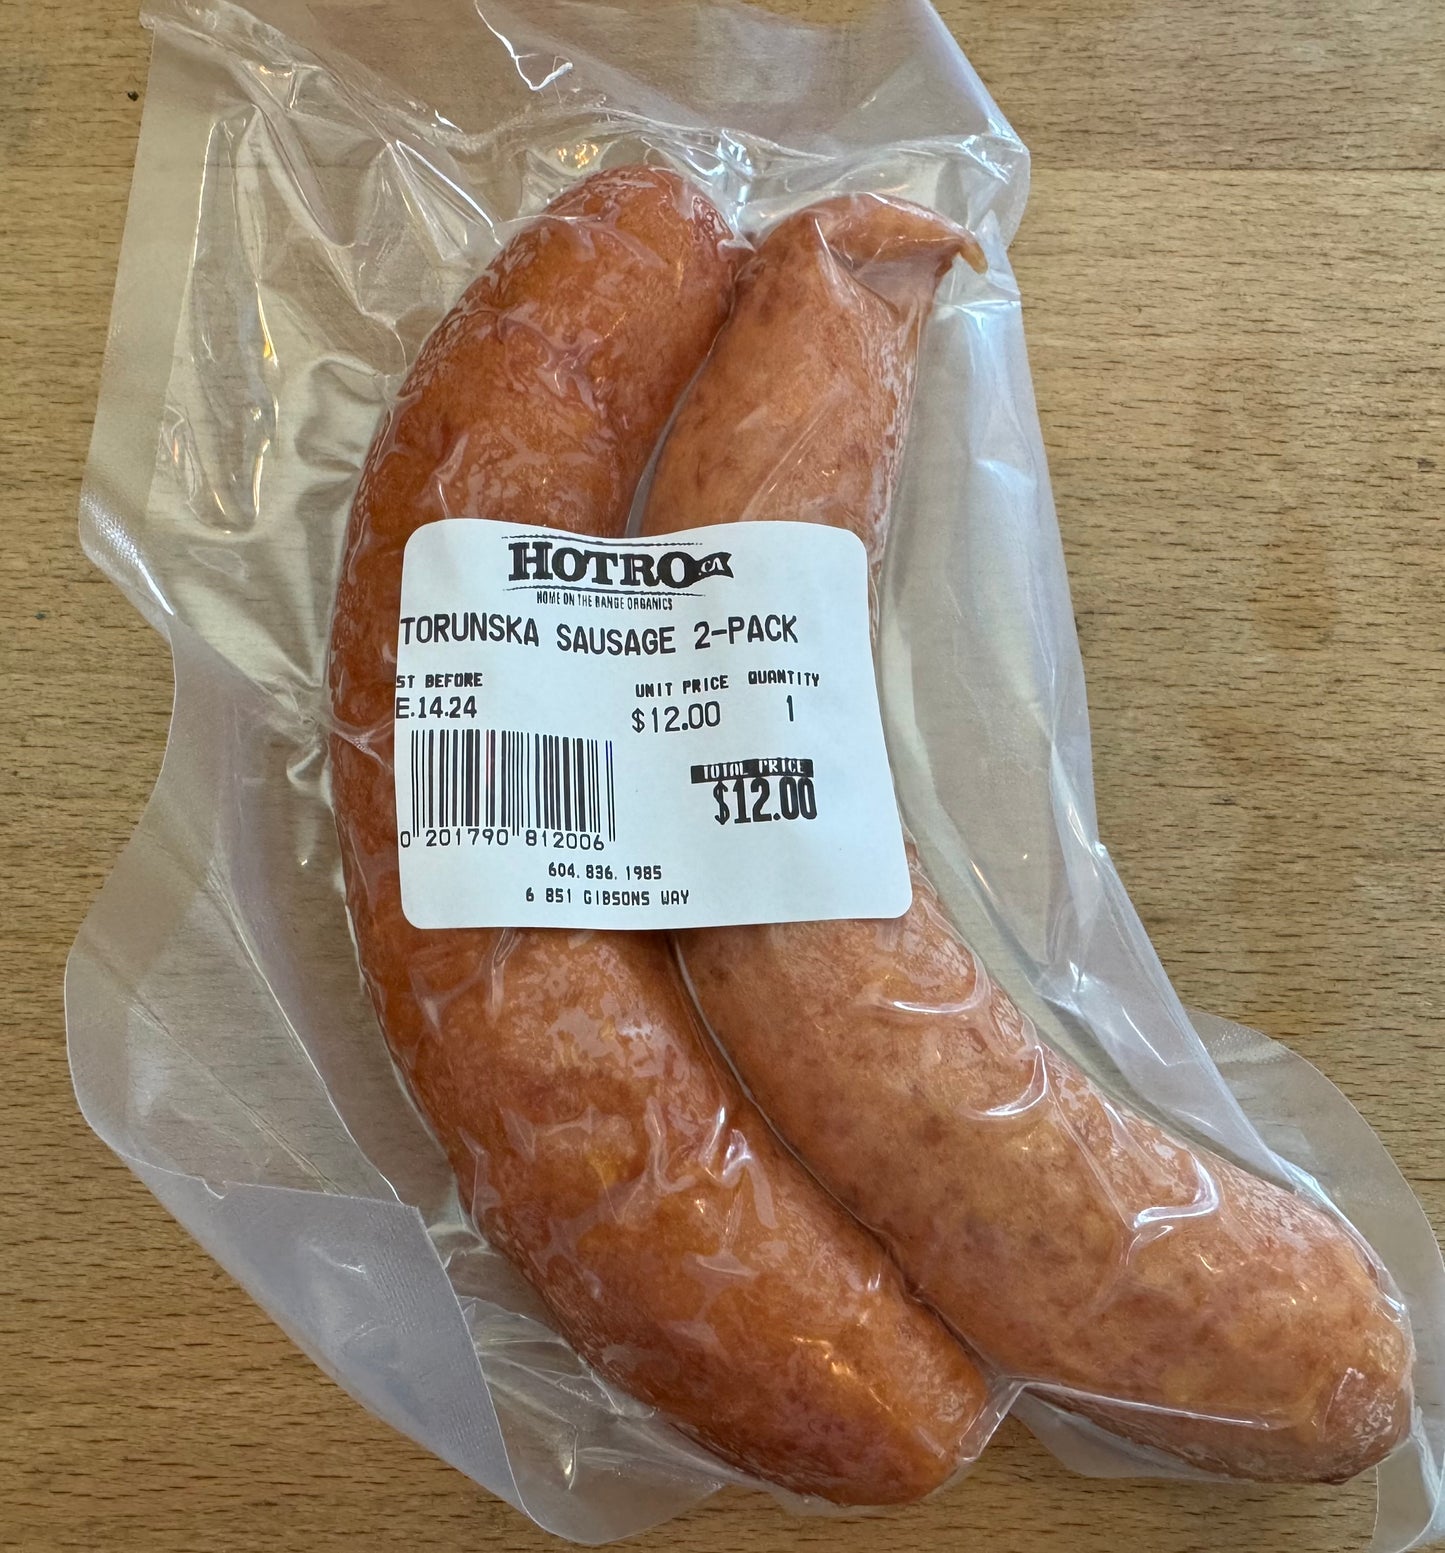 HOTRO.CA
HOME ON THE RANGE ORGANICS
TORUNSKA SAUSAGE 2-PACK
ST BEFORE
E.14.24
UNIT PRICE QUANTITY
$12.00 1
TOTAL PRICE
$12.00
0 201790 812006
604. 836. 1985
6 851 GIBSONS WAY